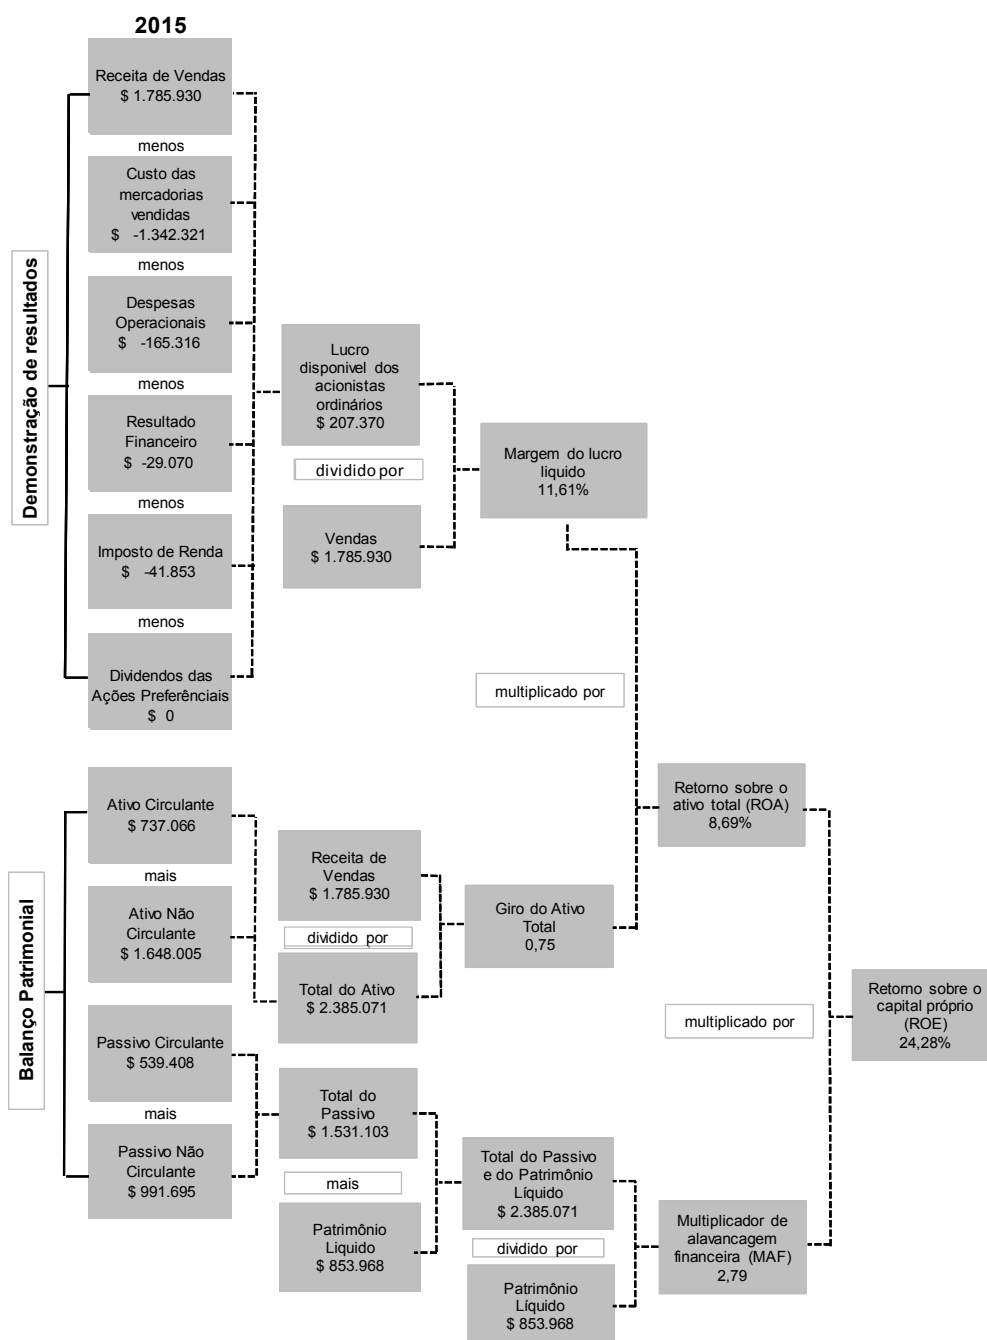 2015
Demonstração de resultados
Receita de Vendas
$ 1.785.930
menos
Custo das
mercadorias
vendidas
$ -1.342.321
menos
Despesas
Operacionais
$ -165.316
menos
Resultado
Financeiro
$ -29.070
menos
Imposto de Renda
$ -41.853
menos
Dividendos das
Ações Preferênciais
$ 0
Lucro
disponivel dos
acionistas
ordinários
$ 207.370
dividido por
Vendas
$ 1.785.930
Margem do lucro
liquido
11,61%
multiplicado por
Balanço Patrimonial
Ativo Circulante
$ 737.066
mais
Ativo Não
Circulante
$ 1.648.005
Passivo Circulante
$ 539.408
mais
Passivo Não
Circulante
$ 991.695
Receita de
Vendas
$ 1.785.930
dividido por
Total do Ativo
$ 2.385.071
Giro do Ativo
Total
0,75
Retorno sobre o
ativo total (ROA)
8,69%
Total do
Passivo
$ 1.531.103
mais
Patrimônio
Liquido
$ 853.968
Total do Passivo
e do Patrimônio
Líquido
$ 2.385.071
dividido por
Patrimônio
Líquido
$ 853.968
Multiplicador de
alavancagem
financeira (MAF)
2,79
multiplicado por
Retorno sobre o
capital próprio
(ROE)
24,28%